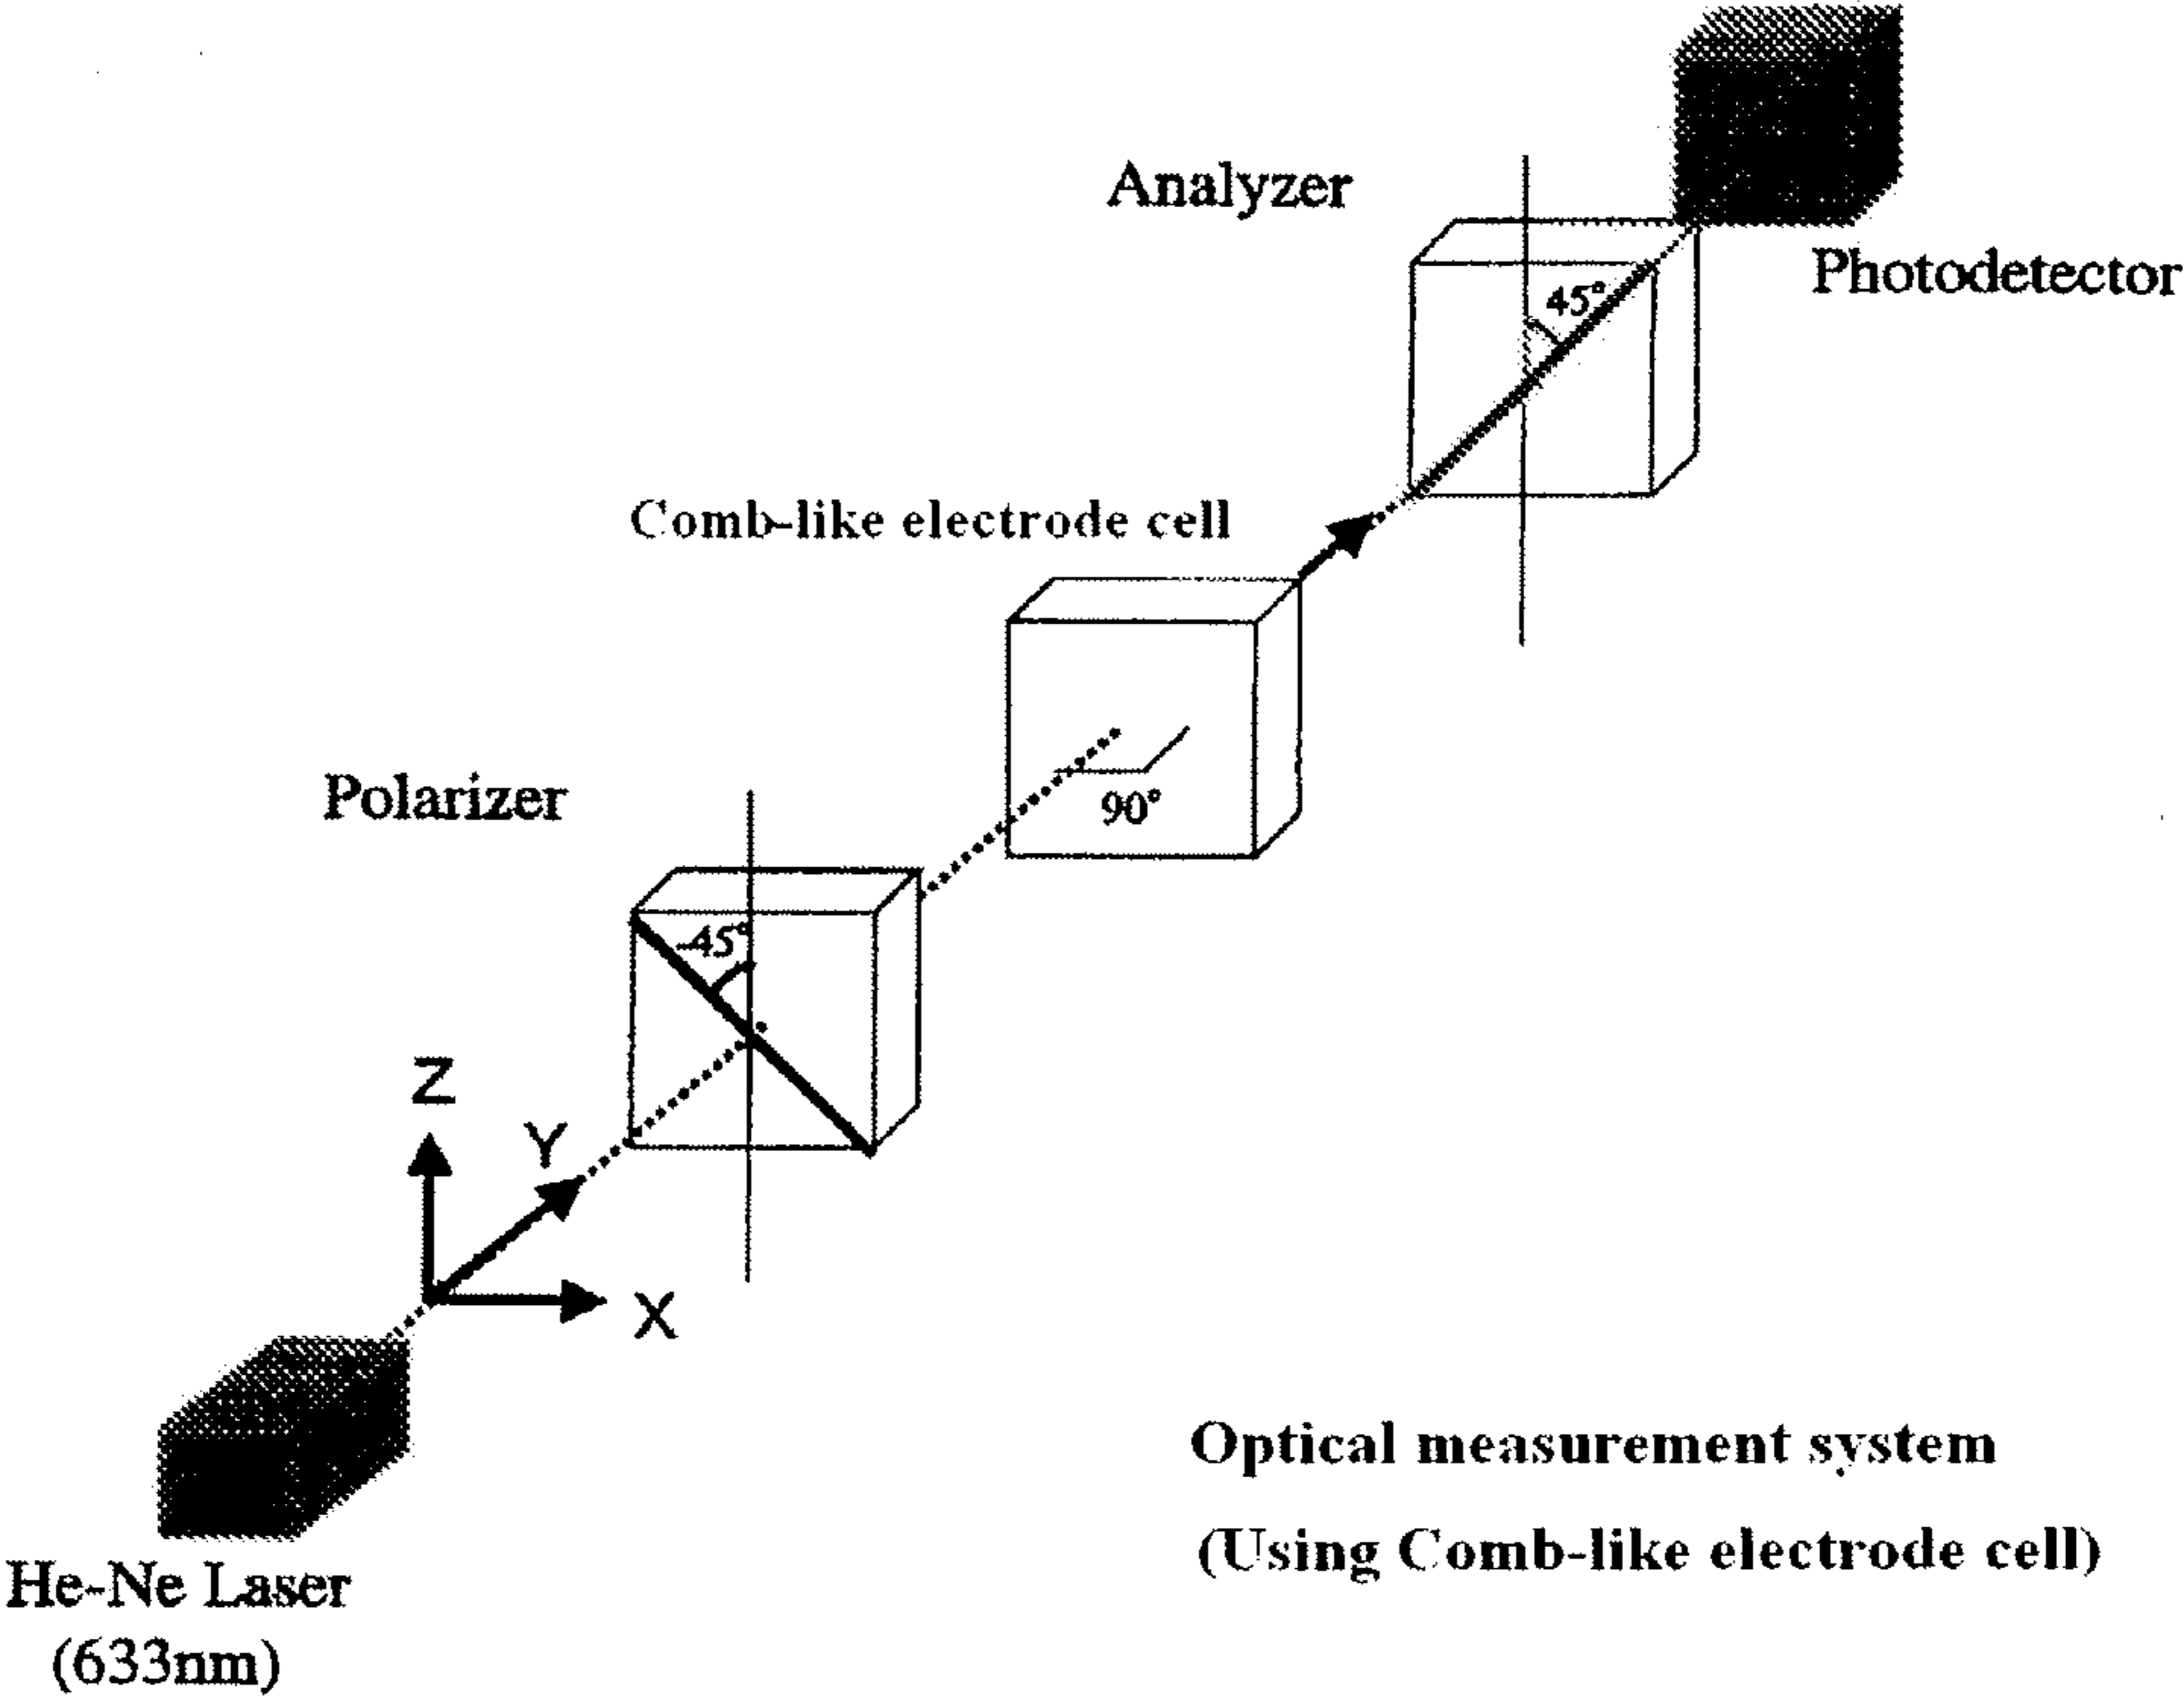 Analyzer
45°
Photodetector
Comb-like electrode cell
90°
Polarizer
-45°
Z
Y
X
He-Ne Laser
(633nm)
Optical measurement system
(Using Comb-like electrode cell)